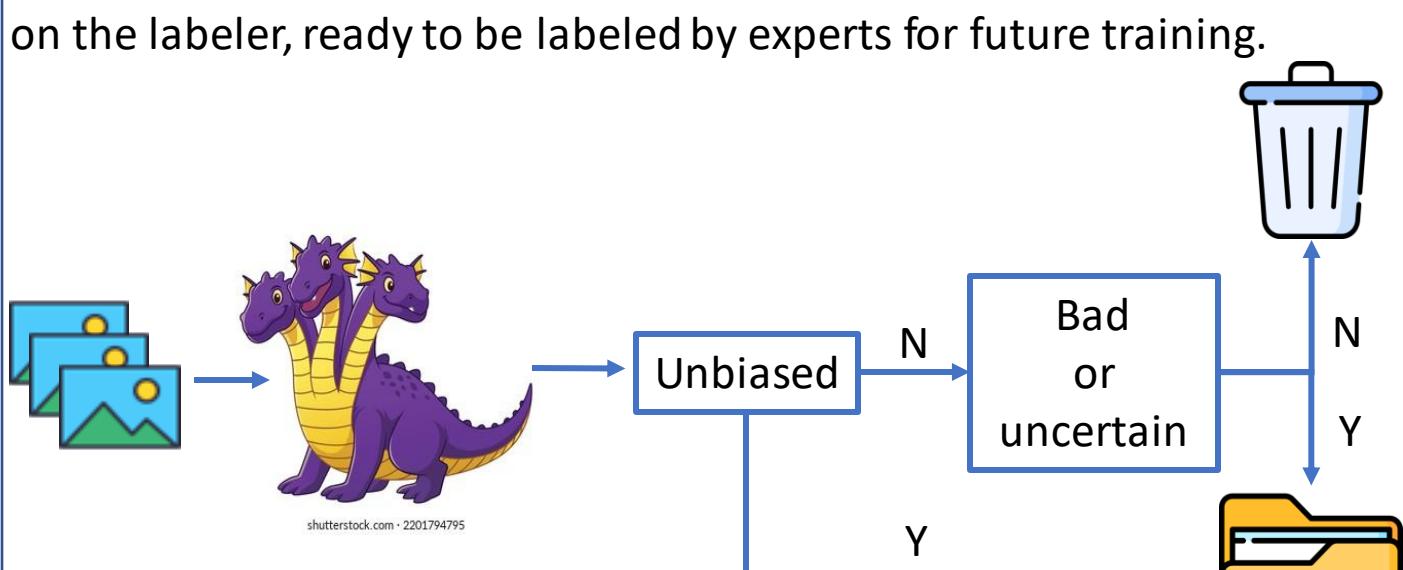 on the labeler, ready to be labeled by experts for future training.
shutterstock.com · 2201794795
Unbiased
N
Bad
or
uncertain
N
Y
Y